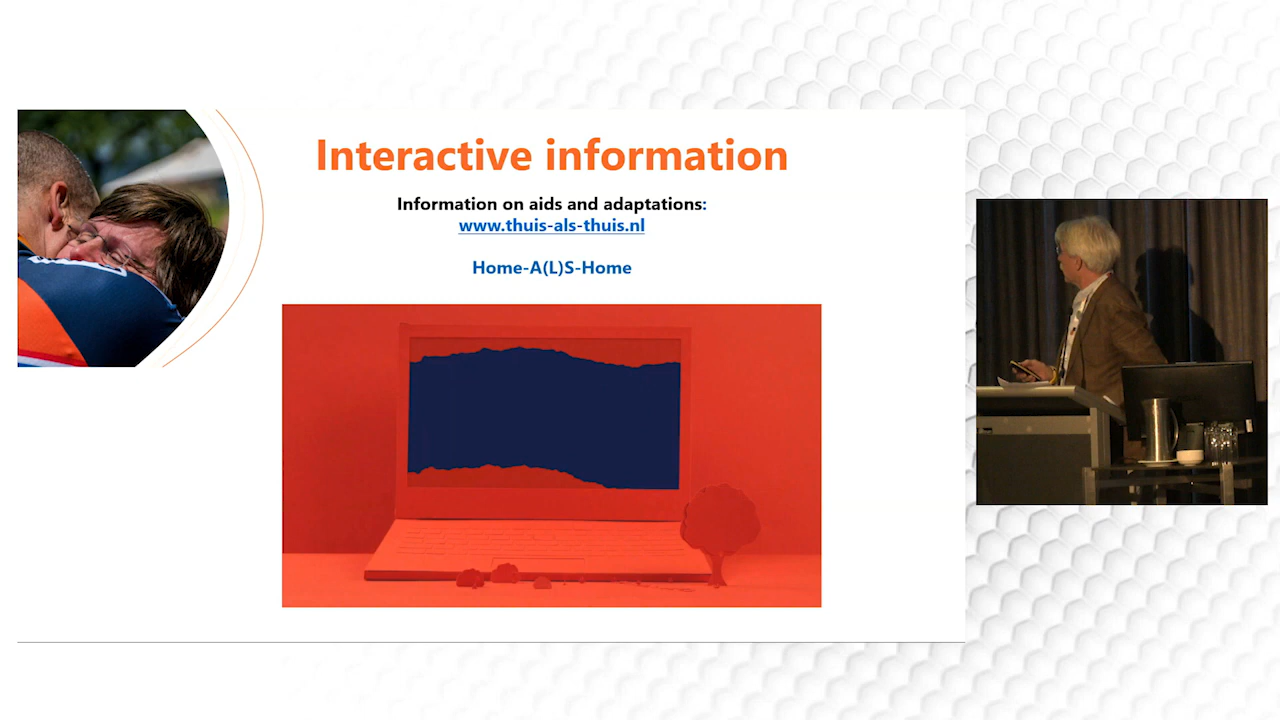 Interactive information
Information on aids and adaptations:
www.thuis-als-thuis.nl
Home-A(L)S-Home